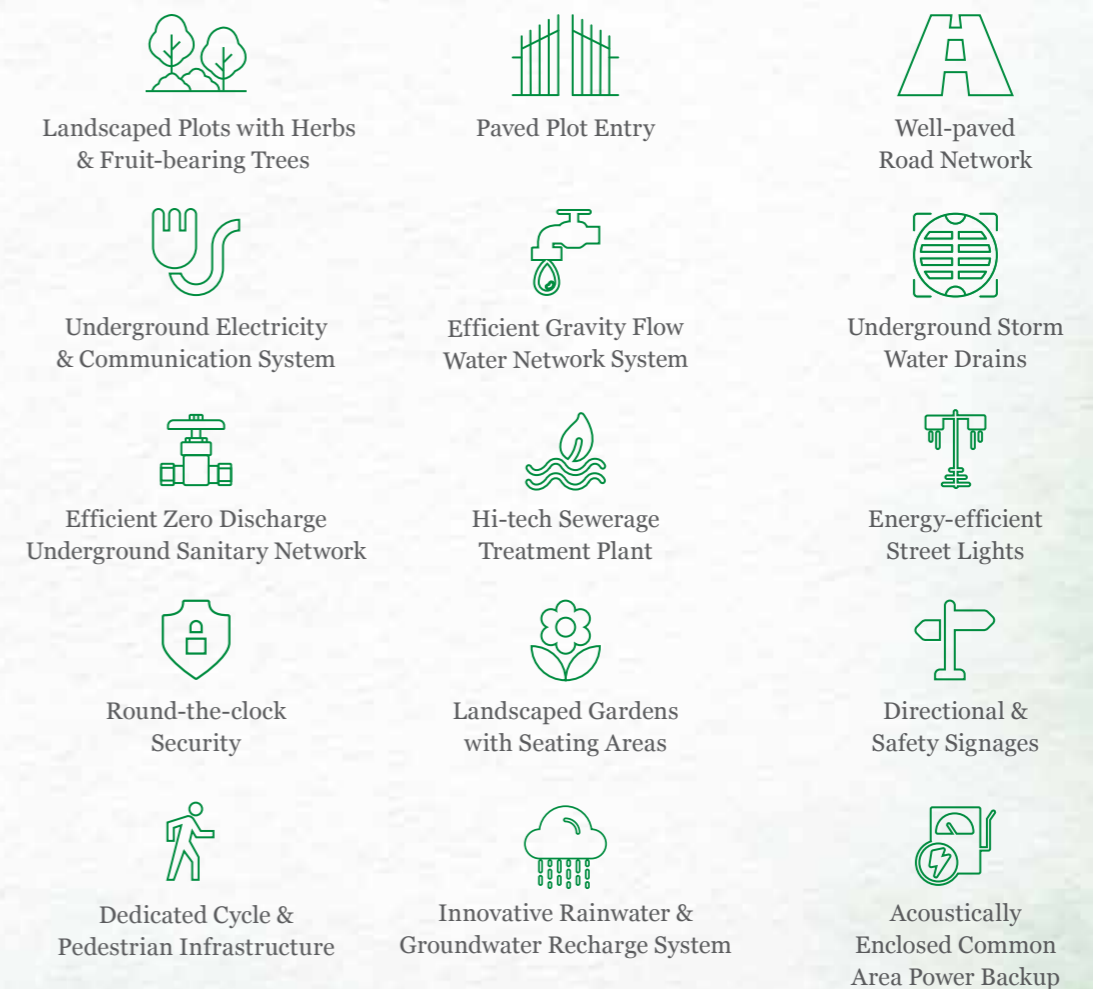 Landscaped Plots with Herbs
& Fruit-bearing Trees
Paved Plot Entry
Well-paved
Road Network
Underground Electricity
& Communication System
Efficient Gravity Flow
Water Network System
Underground Storm
Water Drains
Efficient Zero Discharge
Underground Sanitary Network
Hi-tech Sewerage
Treatment Plant
Energy-efficient
Street Lights
Round-the-clock
Security
Landscaped Gardens
with Seating Areas
Directional &
Safety Signages
Dedicated Cycle &
Pedestrian Infrastructure
Innovative Rainwater &
Groundwater Recharge System
Acoustically
Enclosed Common
Area Power Backup